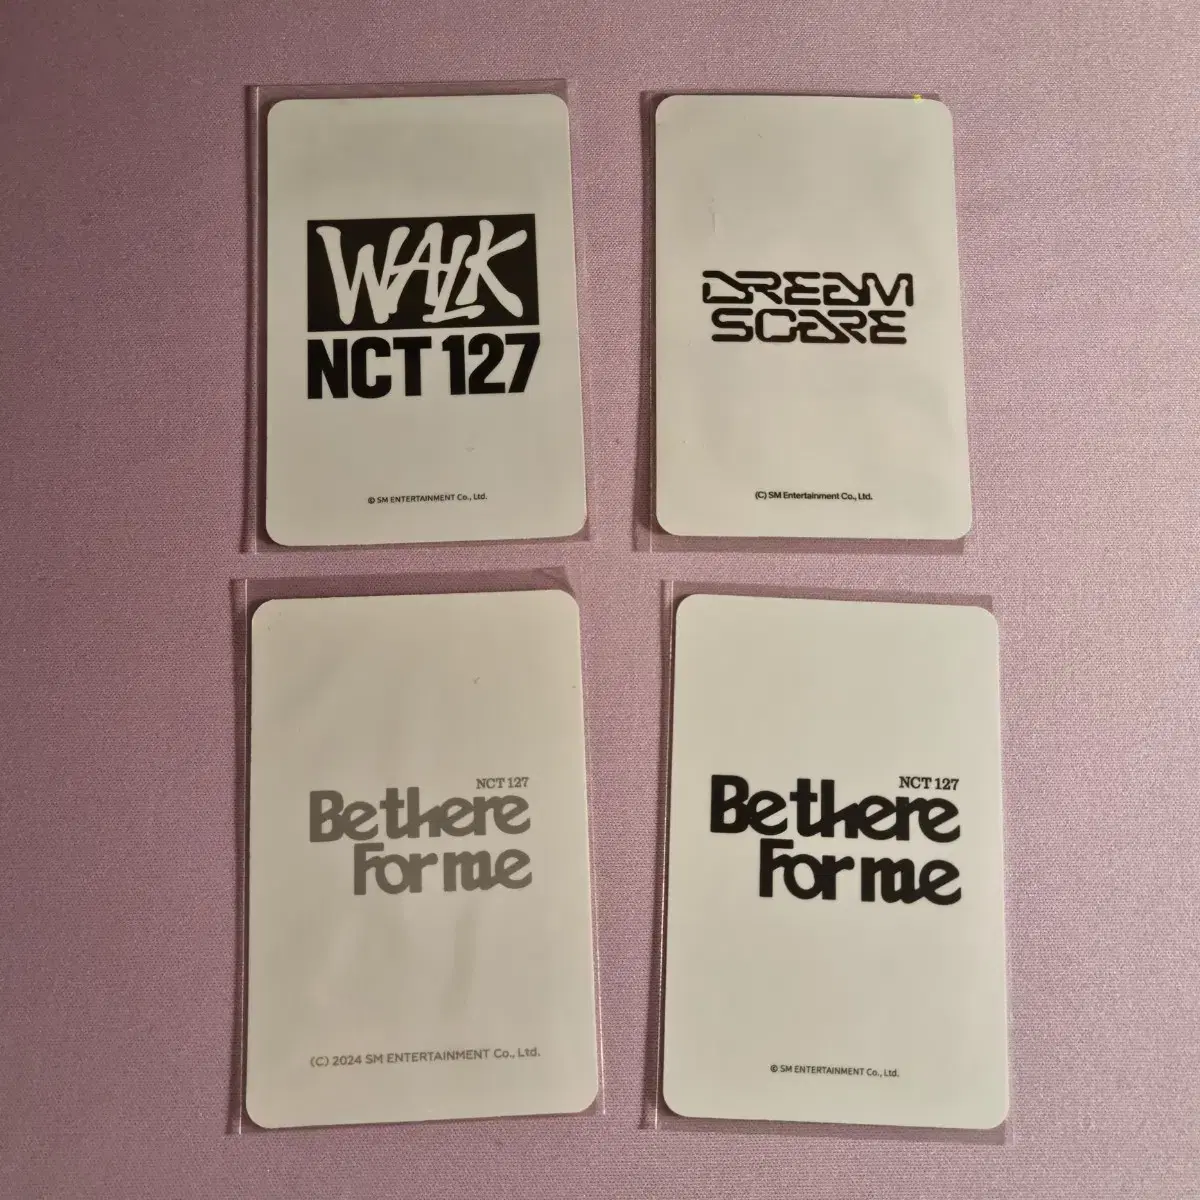 WALK
NCT 127
© SM ENTERTAINMENT Co., Ltd.
DREAM
SCAPE
(C) SM Entertainment Co., Ltd.
NCT 127
Be there
For me
(C) 2024 SM ENTERTAINMENT Co., Ltd.
NCT 127
Be there
For me
© SM ENTERTAINMENT Co., Ltd.